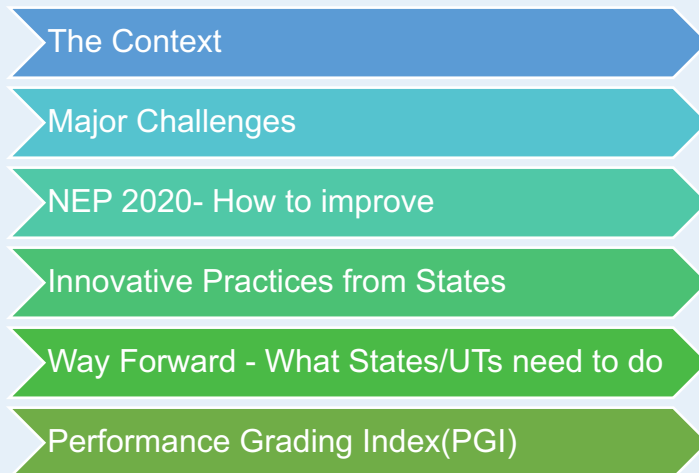 The Context
Major Challenges
NEP 2020- How to improve
Innovative Practices from States
Way Forward - What States/UTs need to do
Performance Grading Index(PGI)